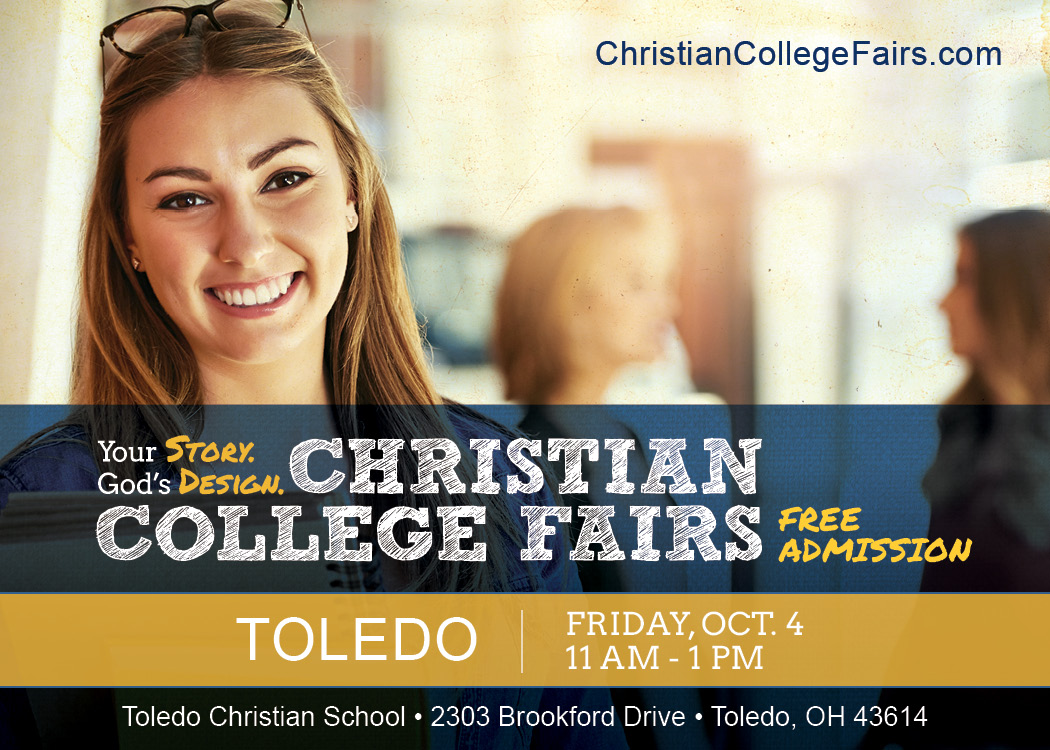 ChristianCollegeFairs.com
Your Story.
God's Design.
CHRISTIAN
COLLEGE FAIRS
FREE
ADMISSION
TOLEDO
FRIDAY, OCT. 4
11 AM - 1 PM
Toledo Christian School • 2303 Brookford Drive • Toledo, OH 43614